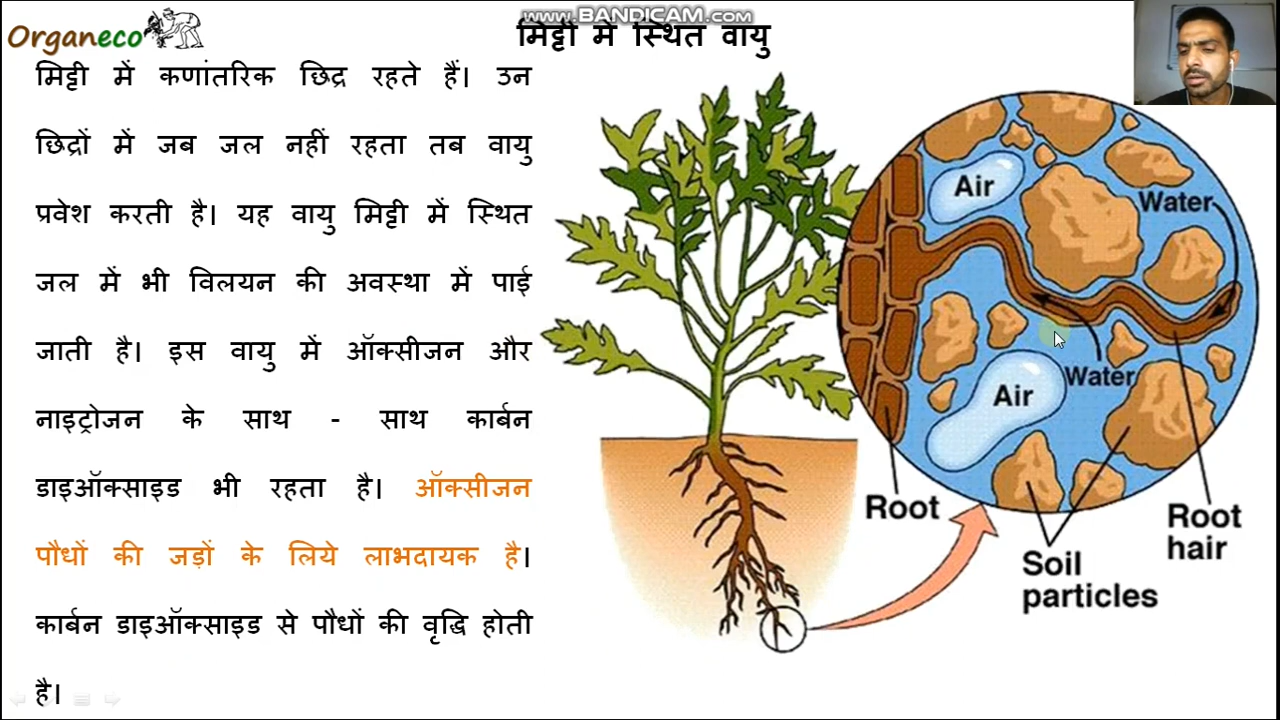 www.BANDICAM.com
Organeco
मिट्टी में स्थित वायु
मिट्टी में कणांतरिक छिद्र रहते हैं। उन
छिद्रों में जब जल नहीं रहता तब वायु
प्रवेश करती है। यह वायु मिट्टी में स्थित
जल में भी विलयन की अवस्था में पाई
जाती है। इस वायु में ऑक्सीजन और
नाइट्रोजन के साथ - साथ कार्बन
डाइऑक्साइड भी रहता है। ऑक्सीजन
पौधों की जड़ों के लिये लाभदायक है।
कार्बन डाइऑक्साइड से पौधों की वृद्धि होती
है।
Air
Water
Water
Air
Root
Root
hair
Soil
particles